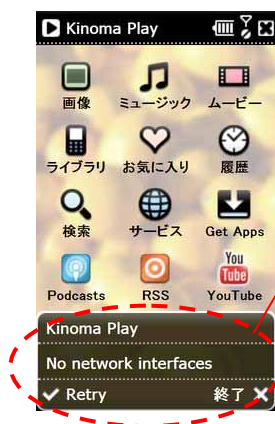 Kinoma Play
画像 ミュージック ムービー
ライブラリ お気に入り 履歴
検索 サービス Get Apps
You
Tube
Podcasts RSS YouTube
Kinoma Play
No network interfaces
Retry 終了